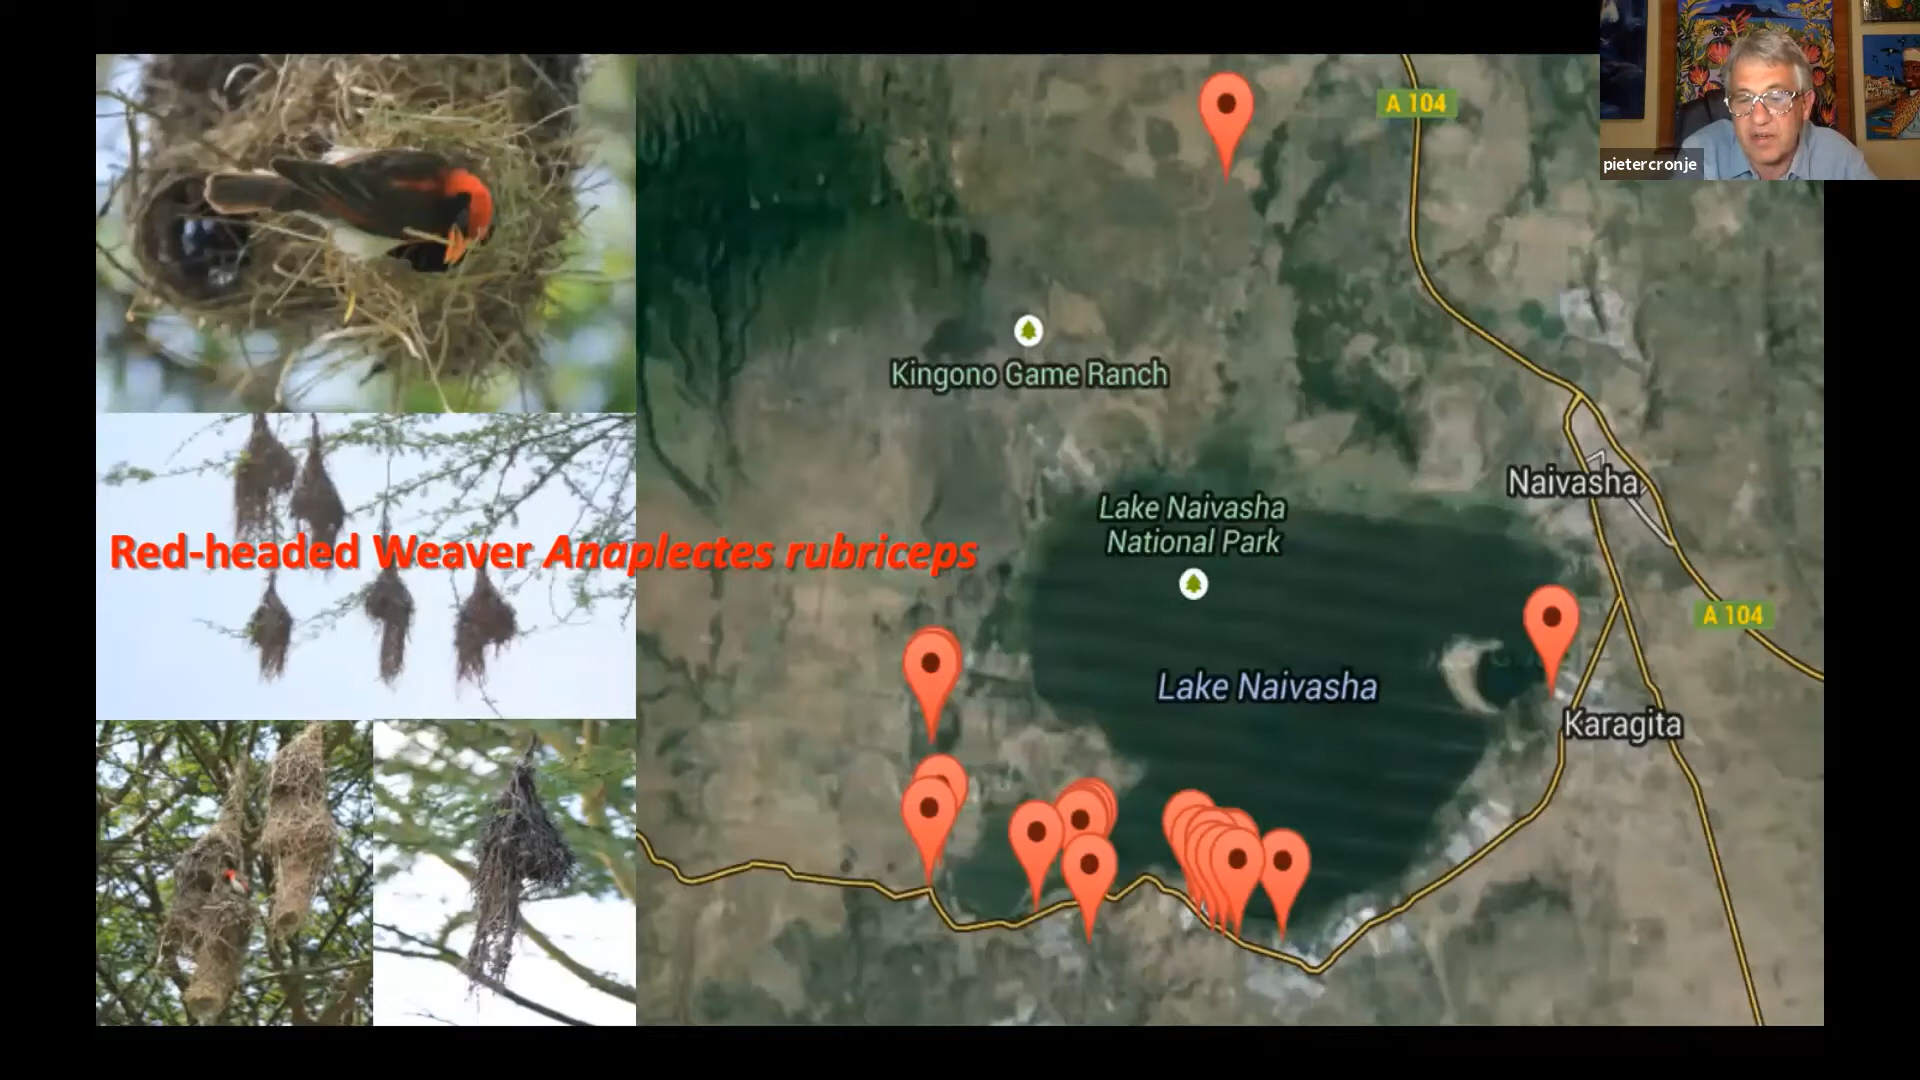 A 104
pietercronje
Kingono Game Ranch
Lake Naivasha
National Park
Naivasha
Red-headed Weaver Anaplectes rubriceps
A 104
Lake Naivasha
Karagita